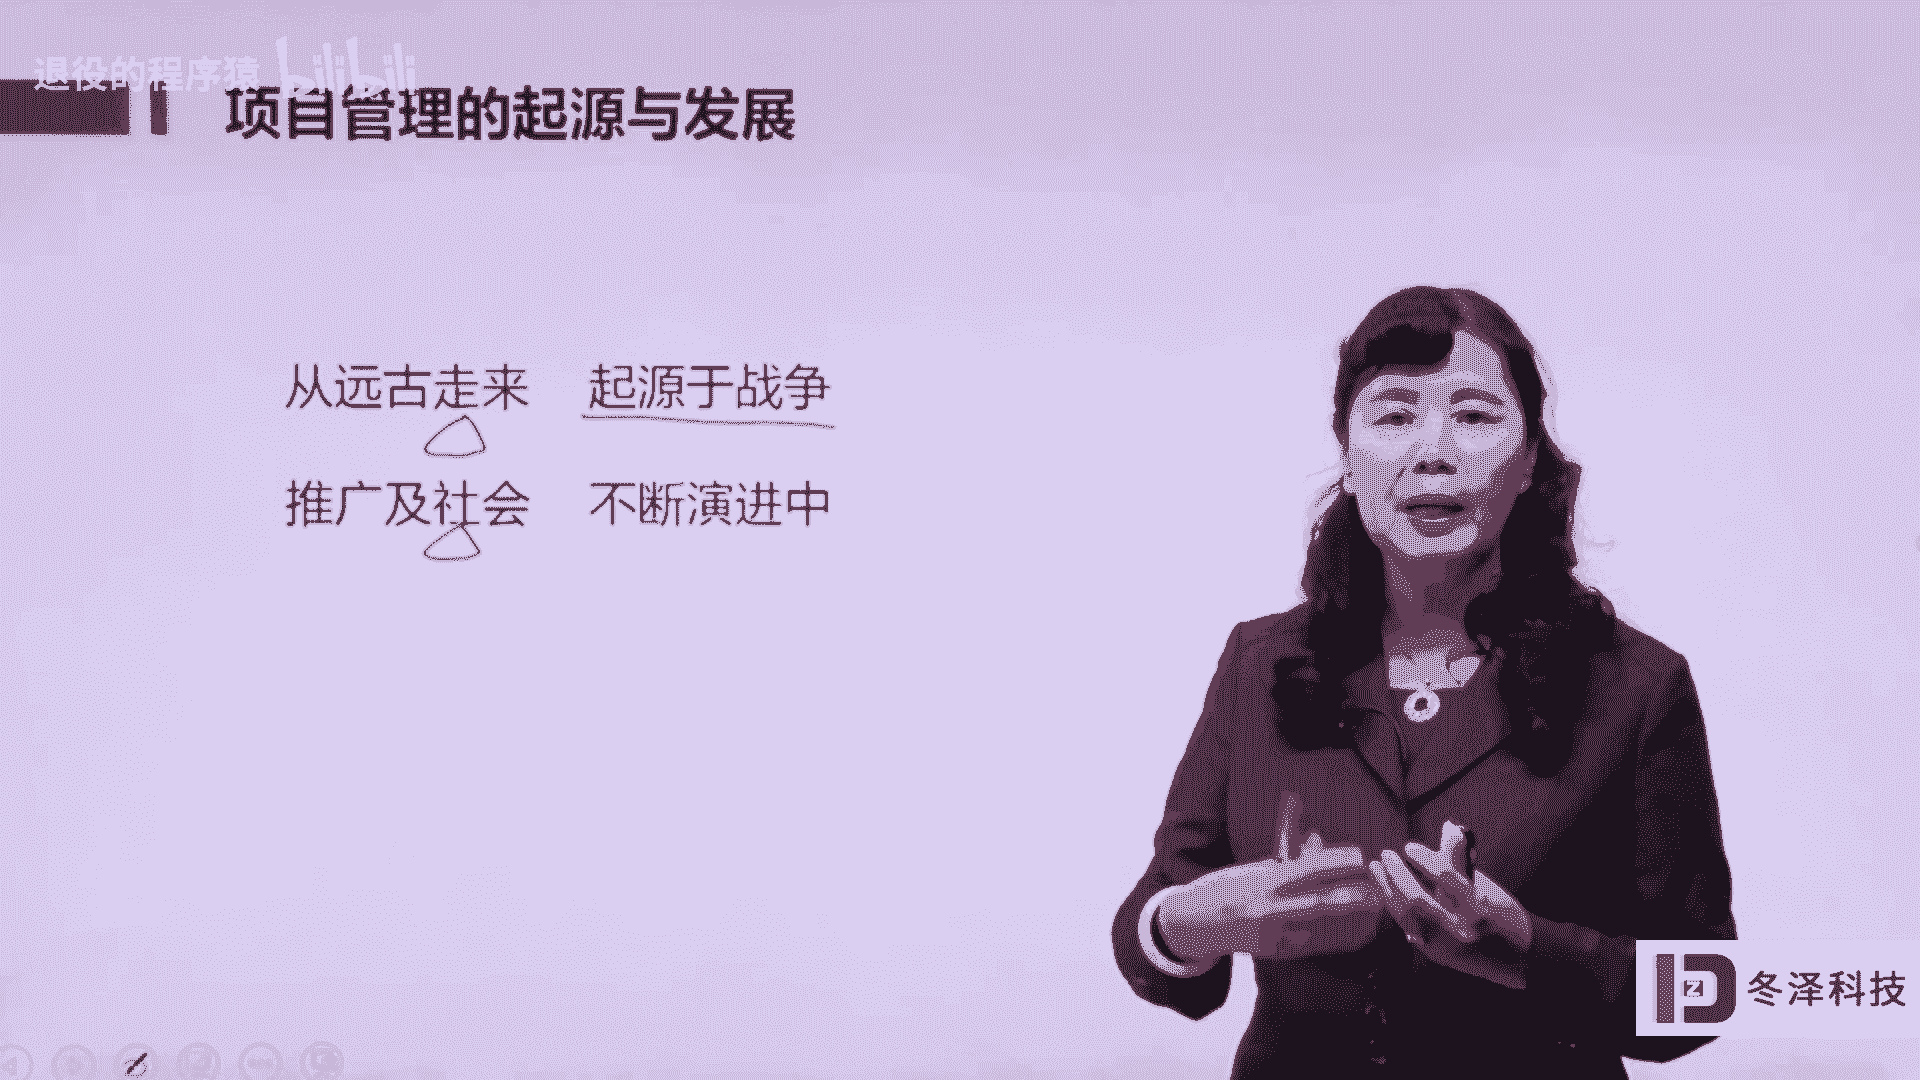 退役的程序猿 bilibili
项目管理的起源与发展
从远古走来 起源于战争
推广及社会 不断演进中
冬泽科技